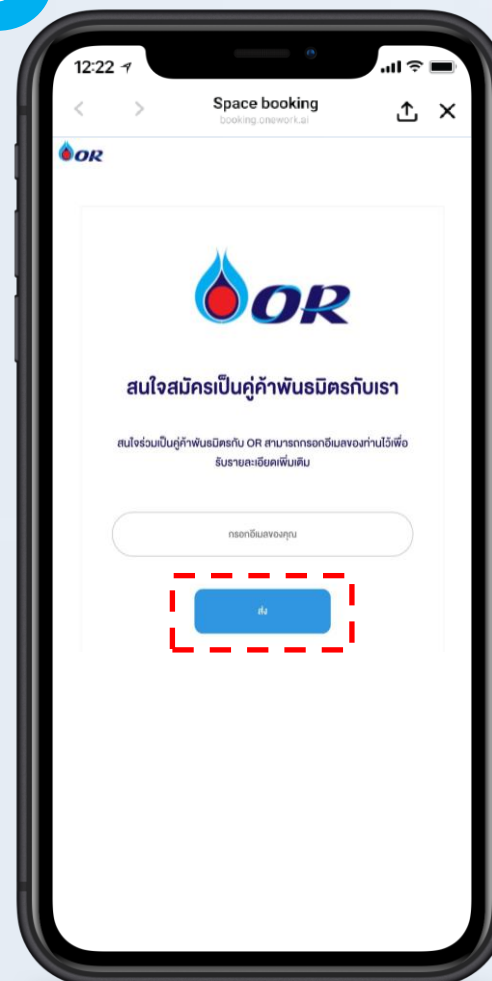 12:22
Space booking
booking.onework.ai
OR
OR
สนใจสมัครเป็นคู่ค้าพันธมิตรกับเรา
สนใจร่วมเป็นคู่ค้าพันธมิตรกับ OR สามารถกรอกอีเมลของท่านไว้เพื่อ
รับรายละเอียดเพิ่มเติม
กรอกอีเมลของคุณ
ส่ง